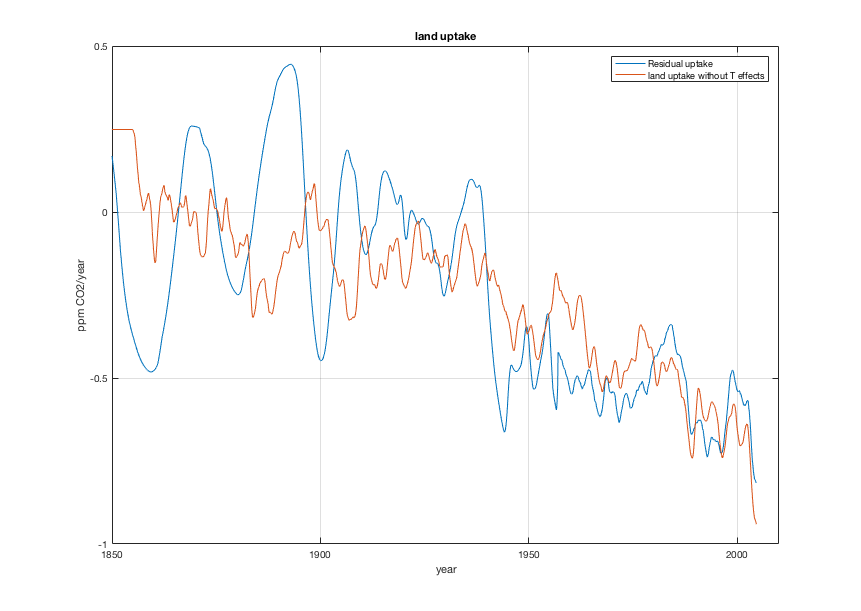 land uptake
Residual uptake
land uptake without T effects
0.5
0
-0.5
-1
ppm CO2/year
1850
1900
1950
2000
year